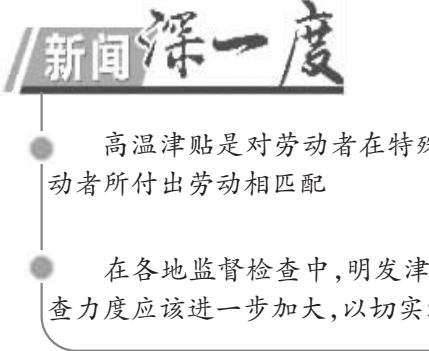 新闻深一度
高温津贴是对劳动者在特殊
动者所付出劳动相匹配
在各地监督检查中,明发津
查力度应该进一步加大,以切实